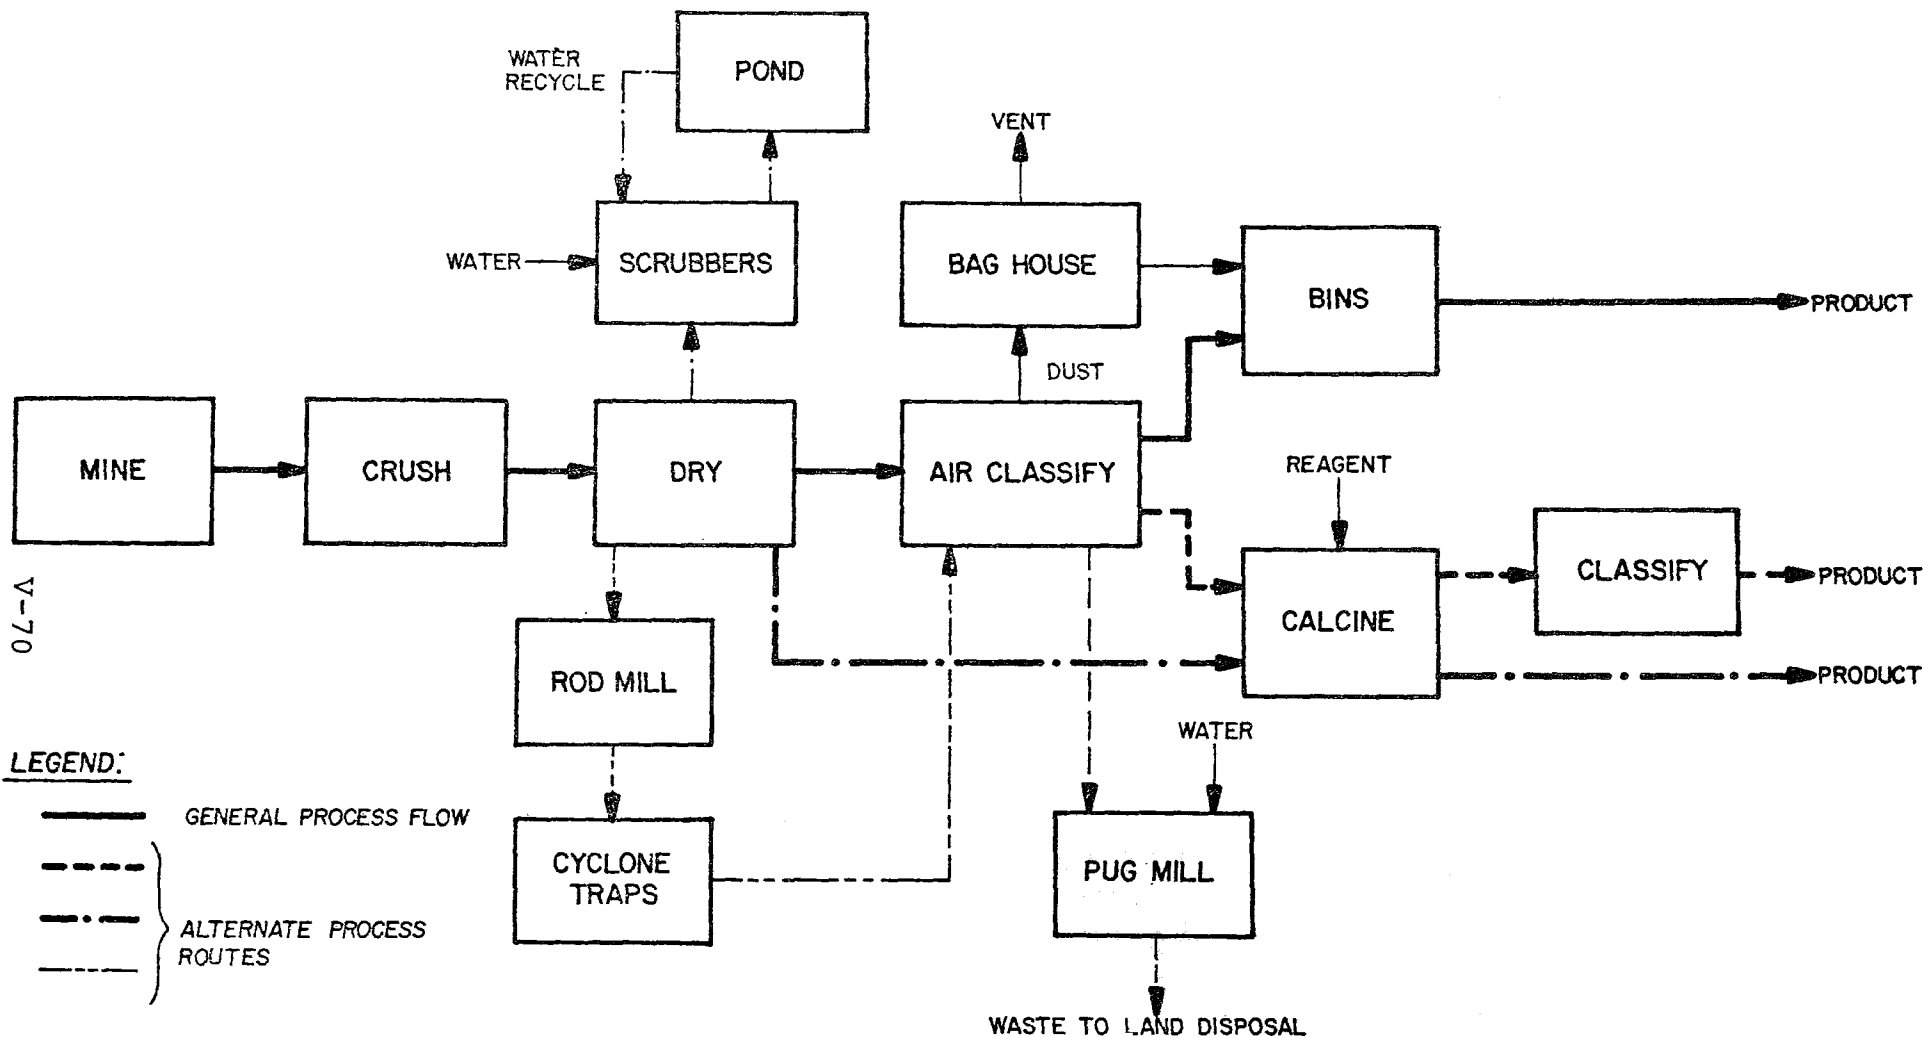 WATER
RECYCLE
POND
VENT
WATER
SCRUBBERS
BAG HOUSE
BINS
PRODUCT
DUST
MINE
CRUSH
DRY
AIR CLASSIFY
REAGENT
CLASSIFY
PRODUCT
CALCINE
PRODUCT
V-70
ROD MILL
WATER
LEGEND:
GENERAL PROCESS FLOW
CYCLONE
TRAPS
PUG MILL
ALTERNATE PROCESS
ROUTES
WASTE TO LAND DISPOSAL